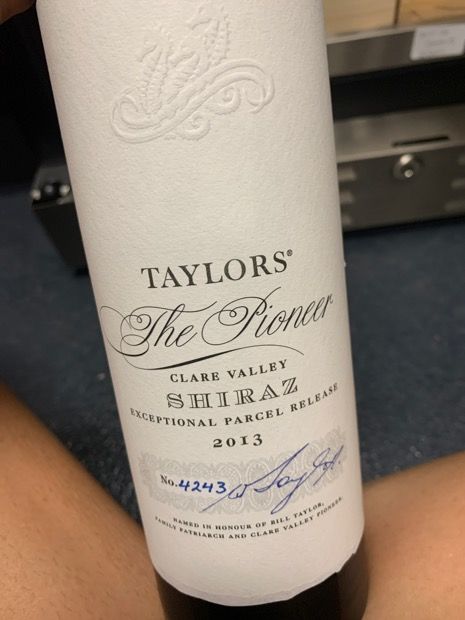 TAYLORS®
The Pioneer
CLARE VALLEY
SHIRAZ
EXCEPTIONAL PARCEL RELEASE
2013
No. 4243
NAMED IN HONOUR OF BILL TAYLOR,
FAMILY PATRIARCH AND CLARE VALLEY PIONEER.